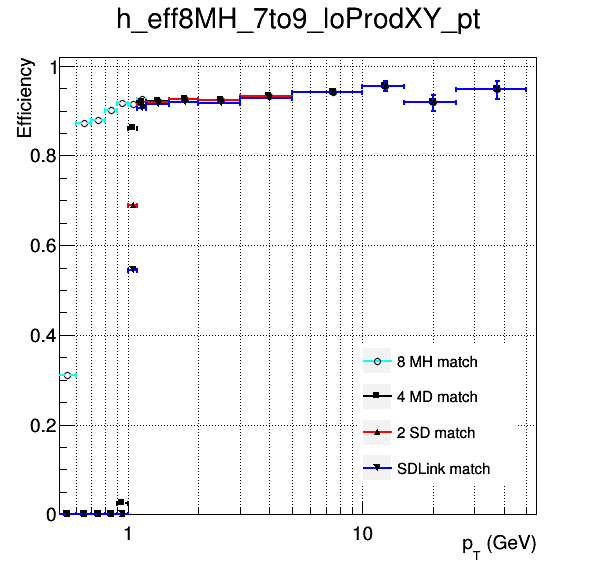 h_eff8MH_7to9_loProdXY_pt
Efficiency
1
0.8
0.6
0.4
0.2
0
8 MH match
4 MD match
2 SD match
SDLink match
1
10
p_T (GeV)